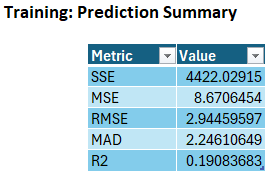 Training: Prediction Summary
Metric Value
SSE 4422.02915
MSE 8.6706454
RMSE 2.94459597
MAD 2.24610649
R2 0.19083683